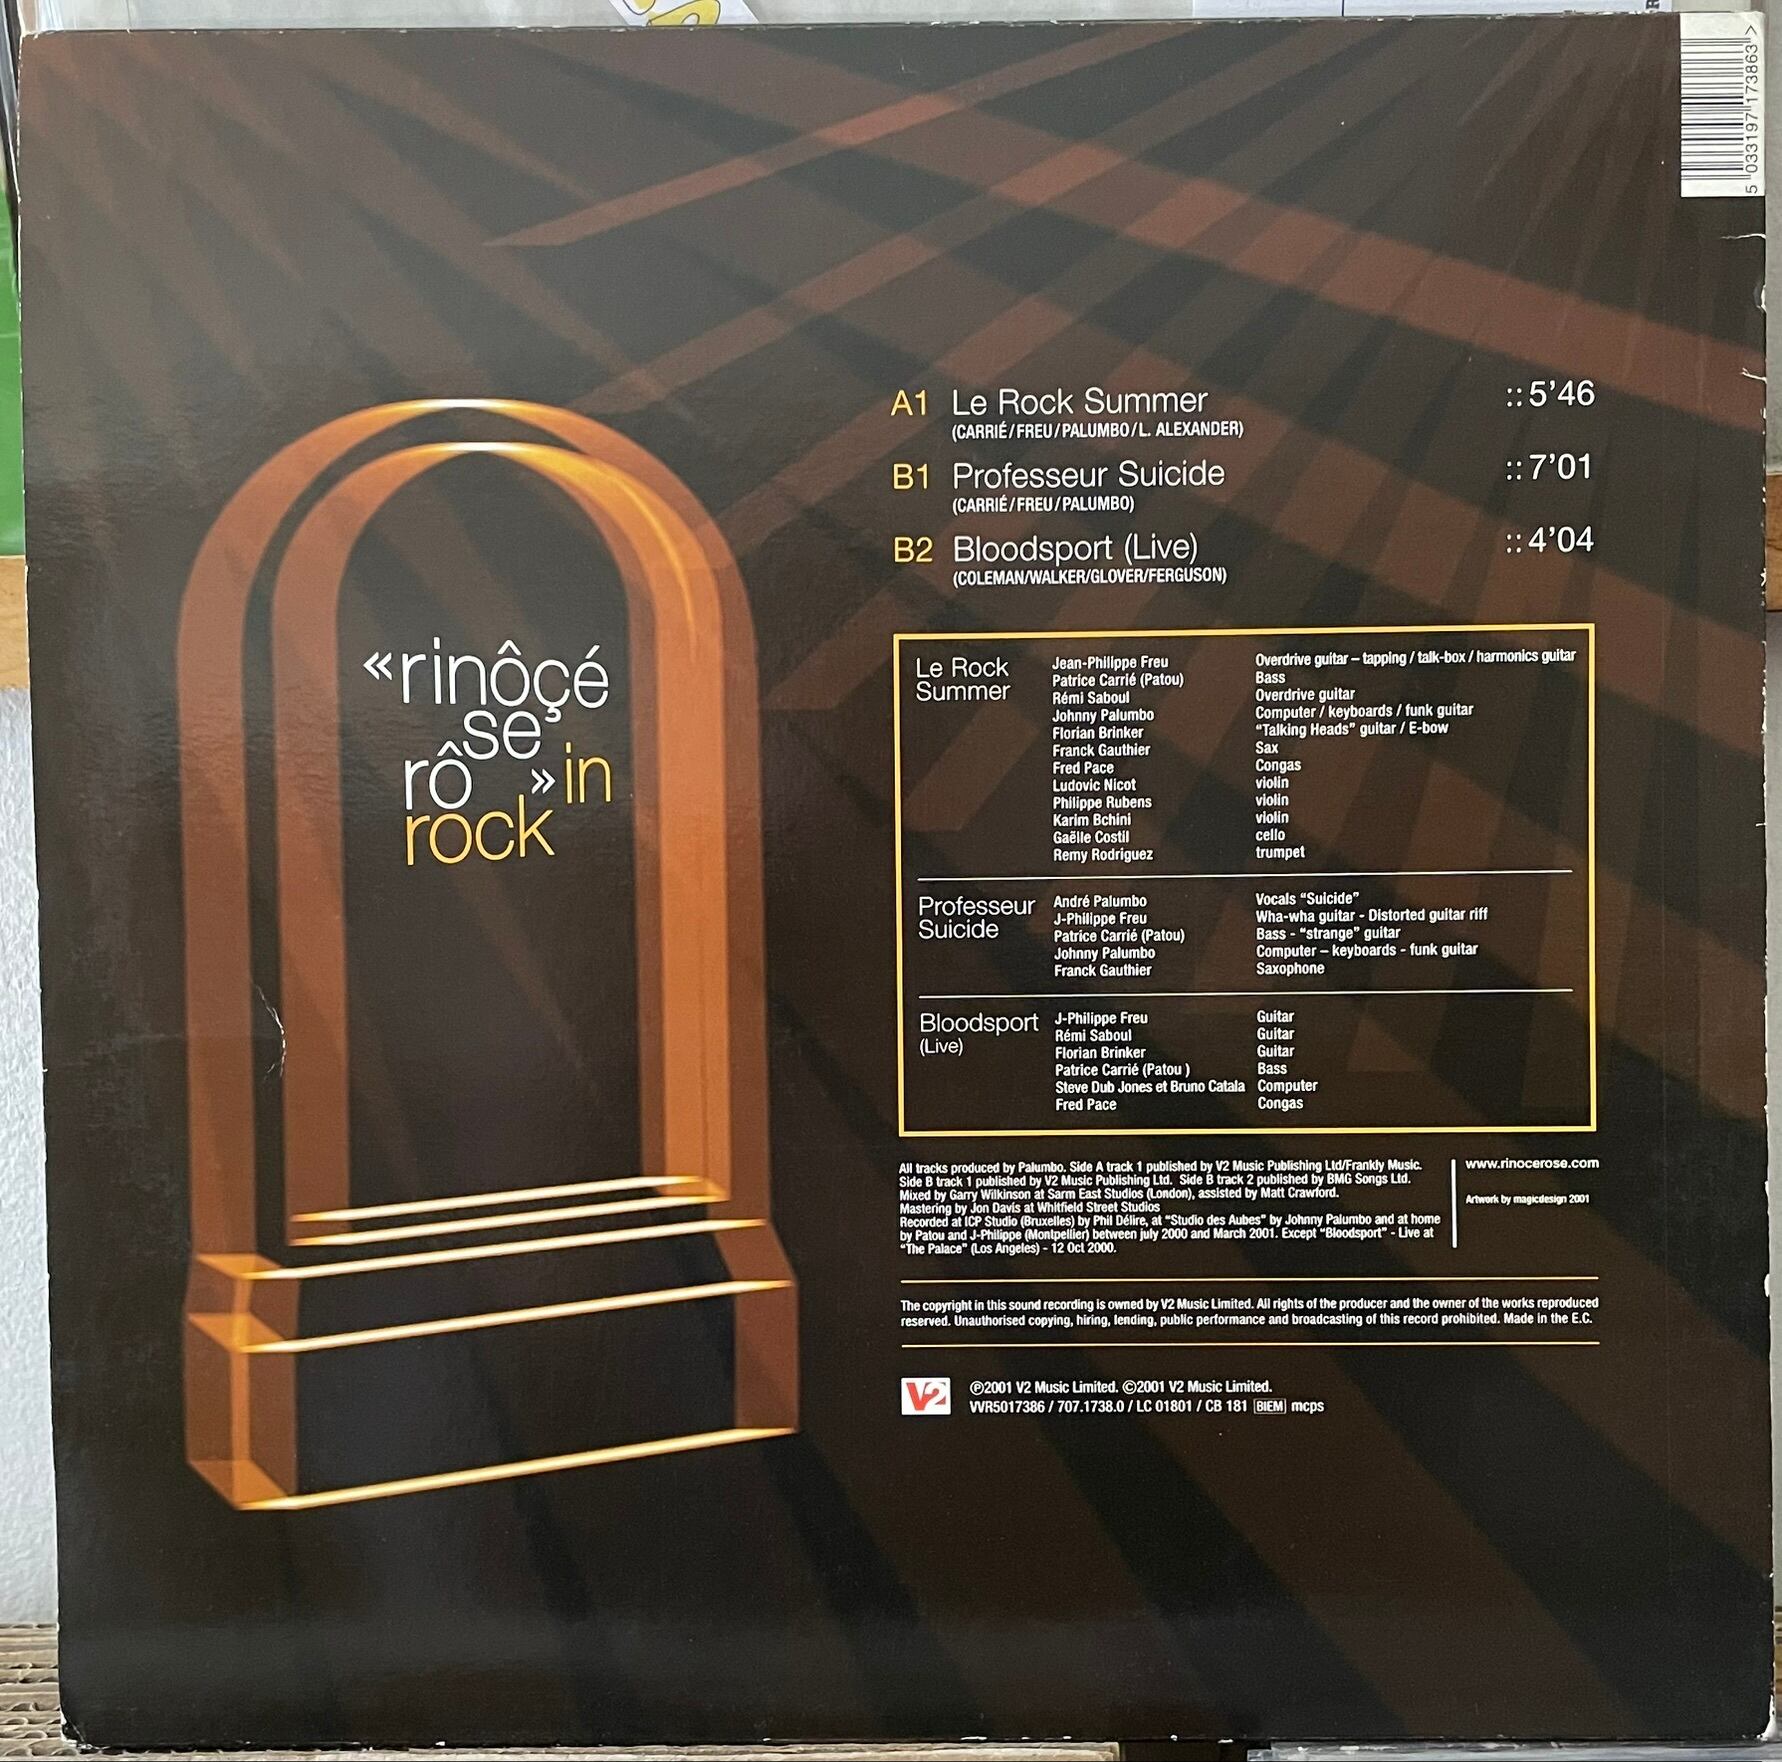 5 033197 173863 >
A1 Le Rock Summer ::5'46
(CARRIÉ/FREU/PALUMBO/L. ALEXANDER)
B1 Professeur Suicide ::7'01
(CARRIÉ/FREU/PALUMBO)
B2 Bloodsport (Live) ::4'04
(COLEMAN/WALKER/GLOVER/FERGUSON)
«rinôçé
se
rô » in
rock
Le Rock
Summer
Jean-Philippe Freu Overdrive guitar – tapping / talk-box / harmonics guitar
Patrice Carrié (Patou) Bass
Rémi Saboul Overdrive guitar
Johnny Palumbo Computer / keyboards / funk guitar
Florian Brinker "Talking Heads" guitar / E-bow
Franck Gauthier Sax
Fred Pace Congas
Ludovic Nicot violin
Philippe Rubens violin
Karim Bchini violin
Gaëlle Costil cello
Remy Rodriguez trumpet
Professeur
Suicide
André Palumbo Vocals "Suicide"
J-Philippe Freu Wha-wha guitar - Distorted guitar riff
Patrice Carrié (Patou) Bass - "strange" guitar
Johnny Palumbo Computer – keyboards - funk guitar
Franck Gauthier Saxophone
Bloodsport
(Live)
J-Philippe Freu Guitar
Rémi Saboul Guitar
Florian Brinker Guitar
Patrice Carrié (Patou ) Bass
Steve Dub Jones et Bruno Catala Computer
Fred Pace Congas
All tracks produced by Palumbo. Side A track 1 published by V2 Music Publishing Ltd/Frankly Music.
Side B track 1 published by V2 Music Publishing Ltd. Side B track 2 published by BMG Songs Ltd.
Mixed by Garry Wilkinson at Sarm East Studios (London), assisted by Matt Crawford.
Mastering by Jon Davis at Whitfield Street Studios
Recorded at ICP Studio (Bruxelles) by Phil Délire, at "Studio des Aubes" by Johnny Palumbo and at home
by Patou and J-Philippe (Montpellier) between july 2000 and March 2001. Except "Bloodsport" - Live at
"The Palace" (Los Angeles) - 12 Oct 2000.
www.rinocerose.com
Artwork by magicdesign 2001
The copyright in this sound recording is owned by V2 Music Limited. All rights of the producer and the owner of the works reproduced
reserved. Unauthorised copying, hiring, lending, public performance and broadcasting of this record prohibited. Made in the E.C.
V2
℗2001 V2 Music Limited. ©2001 V2 Music Limited.
VVR5017386 / 707.1738.0 / LC 01801 / CB 181 BIEM mcps